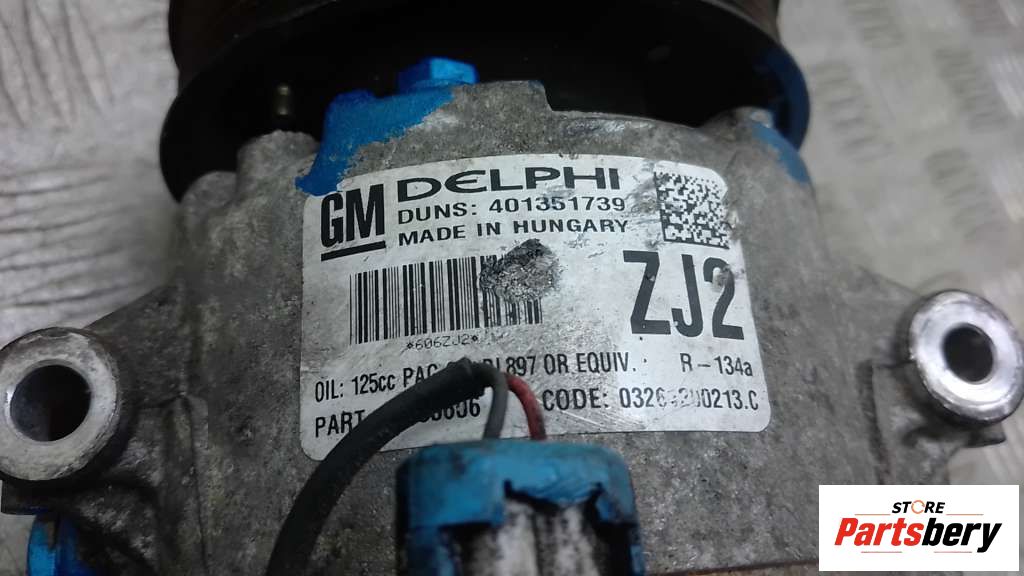 GM DELPHI
DUNS: 401351739
MADE IN HUNGARY
ZJ2
*606ZJ2*
OIL: 125cc PAC 897 OR EQUIV. R-134a
PART CODE:
STORE
Partsbery